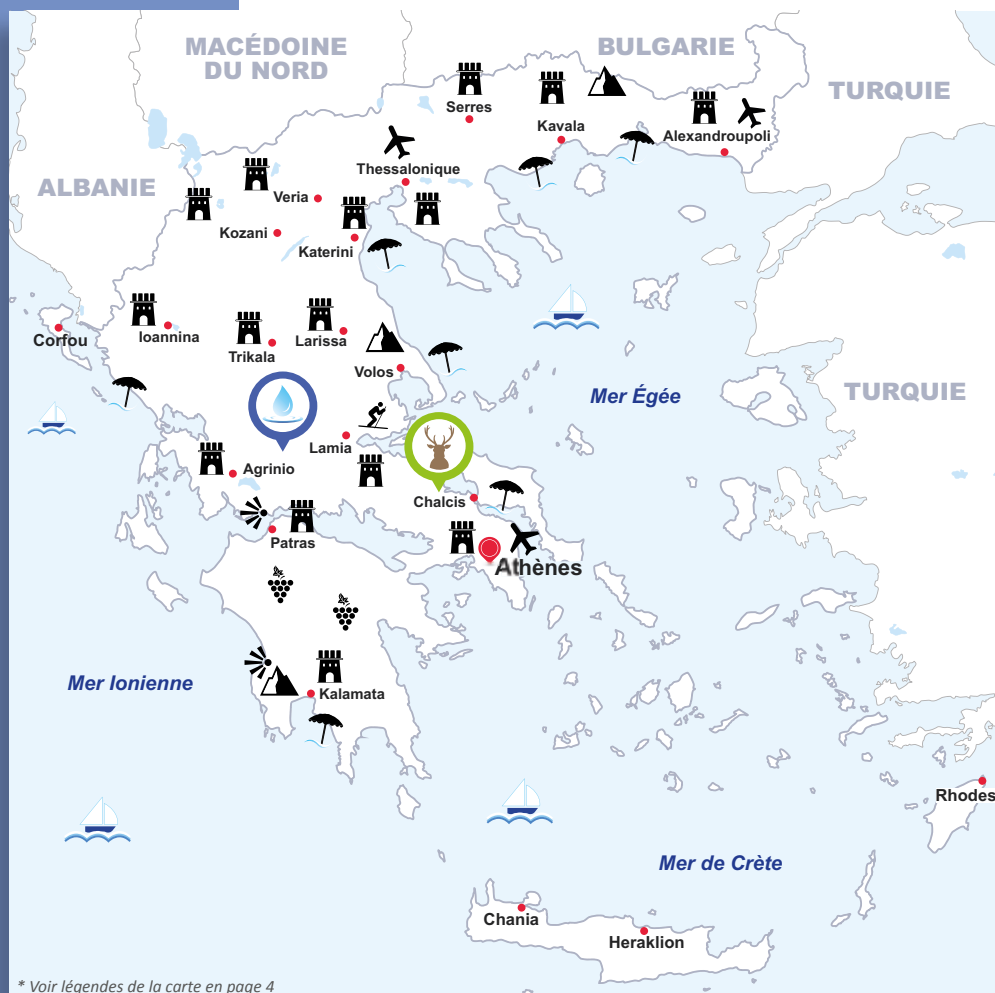 MACÉDOINE
DU NORD
BULGARIE
TURQUIE
Serres
Kavala
Alexandroupoli
Thessalonique
ALBANIE
Veria
Kozani
Katerini
Corfou
Ioannina
Trikala
Larissa
Volos
Mer Égée
TURQUIE
Lamia
Agrinio
Chalcis
Patras
Athènes
Mer Ionienne
Kalamata
Rhodes
Mer de Crète
Chania
Heraklion
* Voir légendes de la carte en page 4